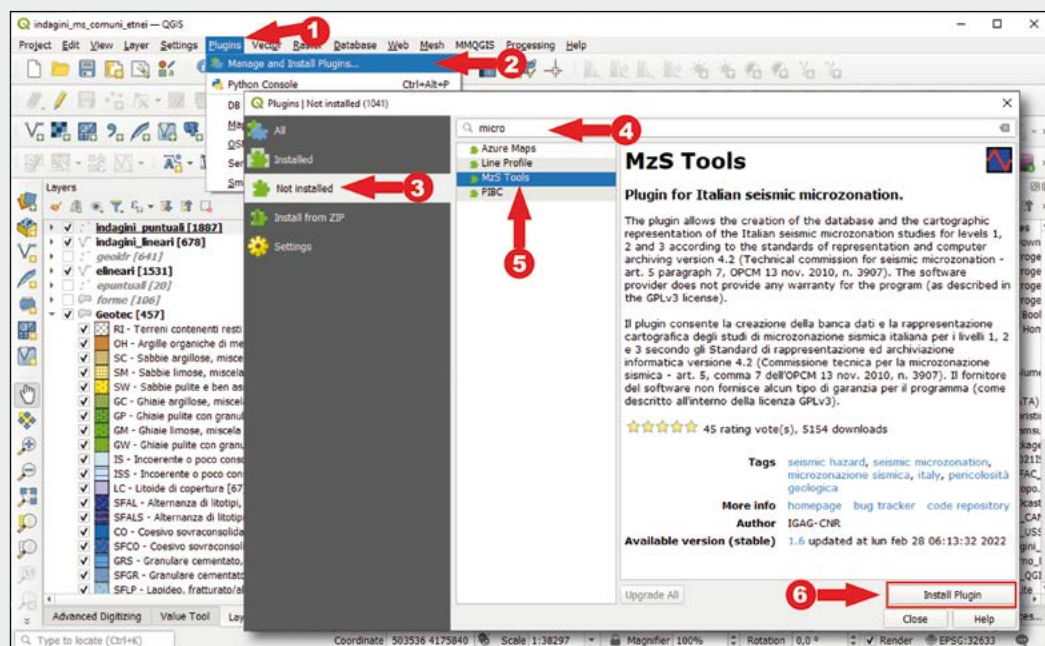 indagini_ms_comuni_etnei — QGIS
Project Edit View Layer Settings Plugins Vector Raster Database Web Mesh MMQGIS Processing Help
1
Manage and Install Plugins...
2
Python Console Ctrl+Alt+P
DB
Plugins | Not installed (1041)
All
Installed
Not installed
3
Install from ZIP
Settings
micro
4
Azure Maps
Line Profile
MzS Tools
PIBC
5
MzS Tools
Plugin for Italian seismic microzonation.
The plugin allows the creation of the database and the cartographic
representation of the Italian seismic microzonation studies for levels 1,
2 and 3 according to the standards of representation and computer
archiving version 4.2 (Technical commission for seismic microzonation -
art. 5 paragraph 7, OPCM 13 nov. 2010, n. 3907). The software
provider does not provide any warranty for the program (as described in
the GPLv3 license).
Il plugin consente la creazione della banca dati e la rappresentazione
cartografica degli studi di microzonazione sismica italiana per i livelli 1, 2
e 3 secondo gli Standard di rappresentazione ed archiviazione
informatica versione 4.2 (Commissione tecnica per la microzonazione
sismica - art. 5, comma 7 dell'OPCM 13 nov. 2010, n. 3907). Il fornitore
del software non fornisce alcun tipo di garanzia per il programma (come
descritto all'interno della licenza GPLv3).
45 rating vote(s), 5154 downloads
Tags seismic hazard, seismic microzonation,
microzonazione sismica, italy, pericolosità
geologica
More info homepage bug tracker code repository
Author IGAG-CNR
Available version (stable) 1.6 updated at lun feb 28 06:13:32 2022
Upgrade All
6
Install Plugin
Close Help
Layers
indagini_puntuali [1887]
indagini_lineari [678]
geoidr [641]
elineari [1531]
epuntuali [20]
forme [106]
Geotec [457]
RI - Terreni contenenti resti
OH - Argille organiche di me
SC - Sabbie argillose, misce
SM - Sabbie limose, miscela
SW - Sabbie pulite e ben as
GC - Ghiaie argillose, miscel
GP - Ghiaie pulite con granul
GM - Ghiaie limose, miscela
GW - Ghiaie pulite con granu
IS - Incoerente o poco conso
ISS - Incoerente o poco cons
LC - Litoide di copertura [67
SFAL - Alternanza di litotipi,
SFALS - Alternanza di litotipi
CO - Coesivo sovraconsolida
SFCO - Coesivo sovraconsol
GRS - Granulare cementato,
SFGR - Granulare cementato
SFLP - Lapideo, fratturato/al
Advanced Digitizing Value Tool Lay
Type to locate (Ctrl+K) Coordinate 503536 4175840 Scale 1:38297 Magnifier 100% Rotation 0,0 ° Render EPSG:32633